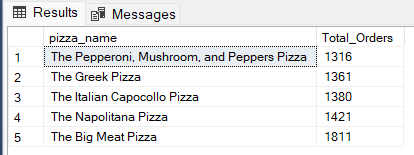 Results Messages
pizza_name Total_Orders
1 The Pepperoni, Mushroom, and Peppers Pizza 1316
2 The Greek Pizza 1361
3 The Italian Capocollo Pizza 1380
4 The Napolitana Pizza 1421
5 The Big Meat Pizza 1811